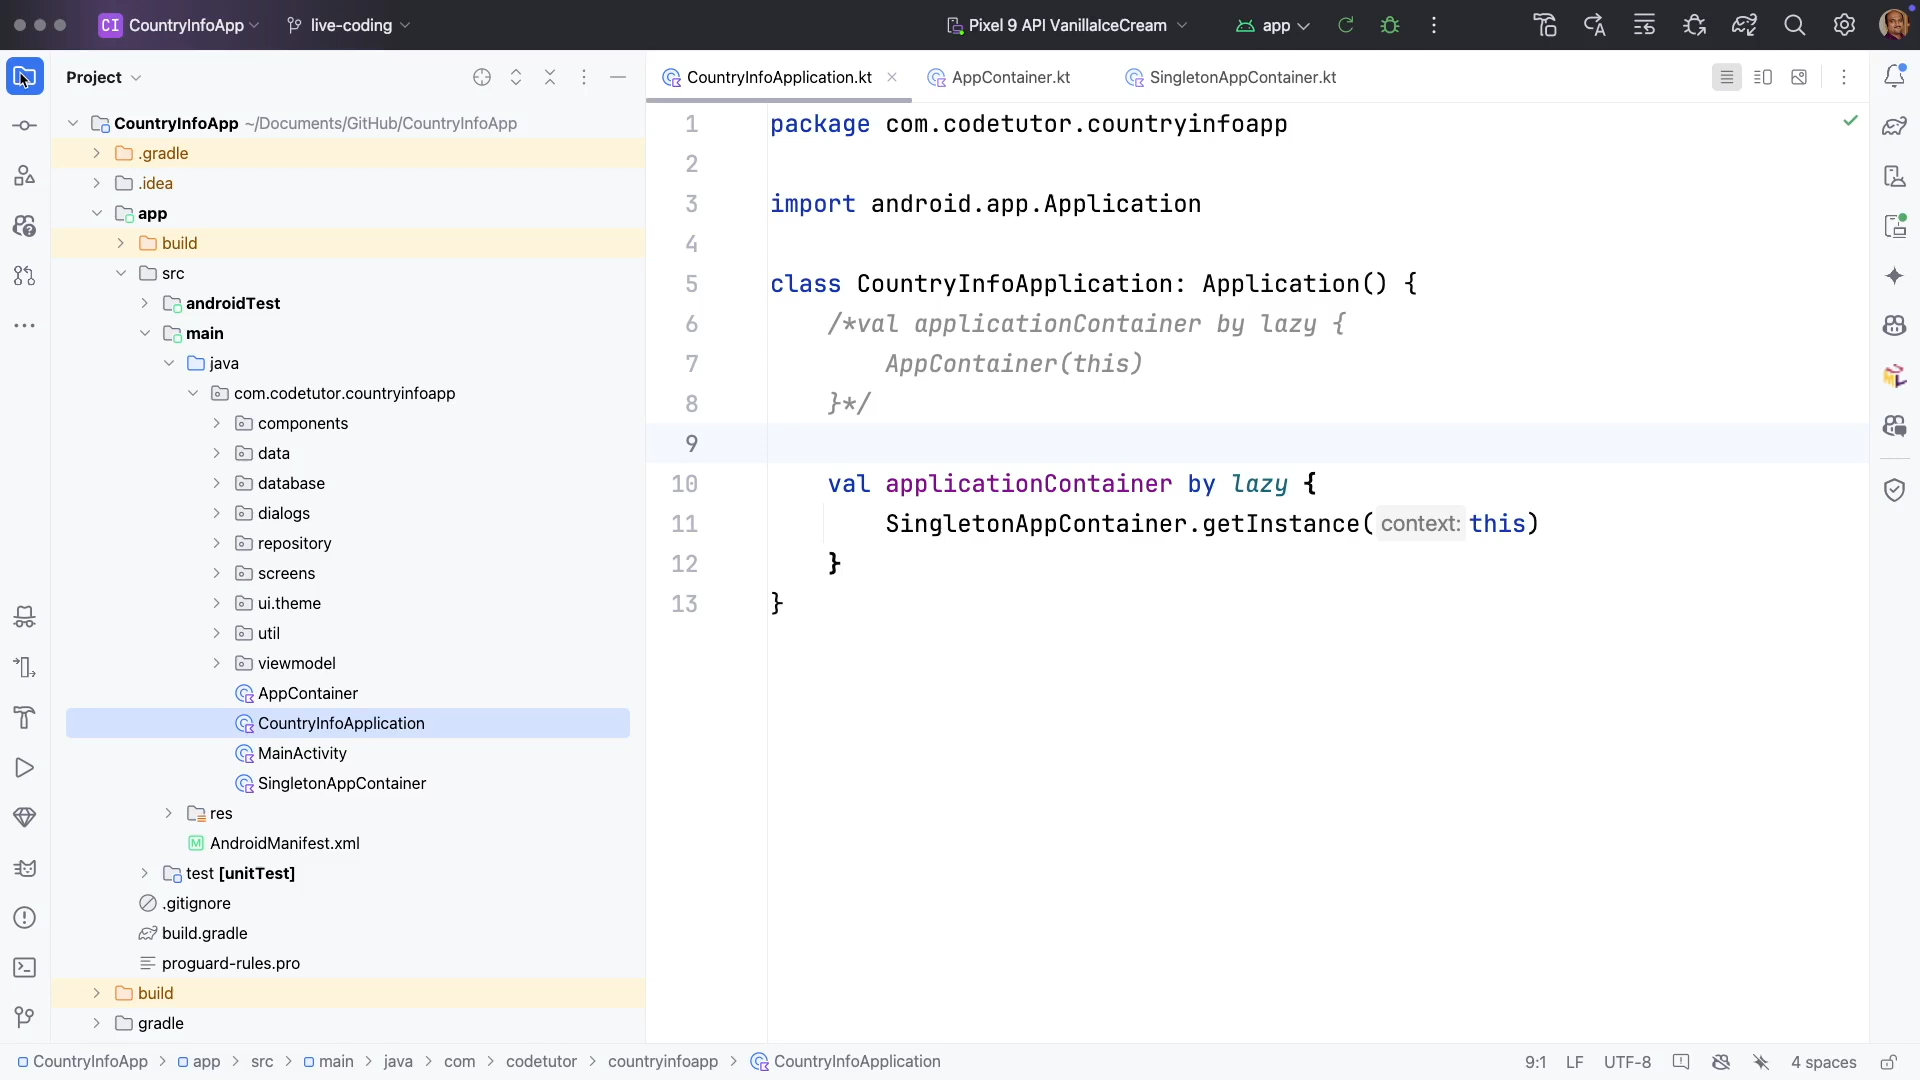 CI CountryInfoApp live-coding Pixel 9 API VanillaIceCream app
Project
CountryInfoApplication.kt AppContainer.kt SingletonAppContainer.kt
CountryInfoApp ~/Documents/GitHub/CountryInfoApp
.gradle
.idea
app
build
src
androidTest
main
java
com.codetutor.countryinfoapp
components
data
database
dialogs
repository
screens
ui.theme
util
viewmodel
AppContainer
CountryInfoApplication
MainActivity
SingletonAppContainer
res
AndroidManifest.xml
test [unitTest]
.gitignore
build.gradle
proguard-rules.pro
build
gradle
1 package com.codetutor.countryinfoapp
2
3 import android.app.Application
4
5 class CountryInfoApplication: Application() {
6 /*val applicationContainer by lazy {
7 AppContainer(this)
8 }*/
9
10 val applicationContainer by lazy {
11 SingletonAppContainer.getInstance( context: this)
12 }
13 }
CountryInfoApp > app > src > main > java > com > codetutor > countryinfoapp > CountryInfoApplication 9:1 LF UTF-8 4 spaces